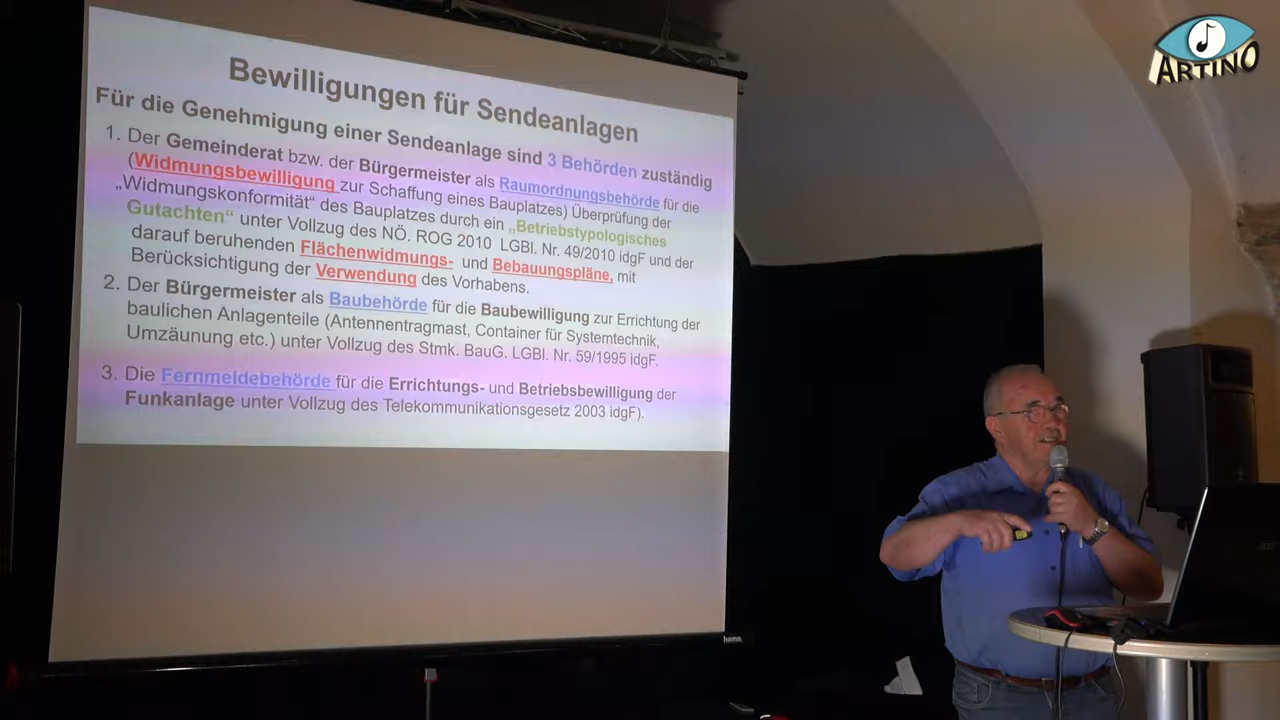 Bewilligungen für Sendeanlagen
Für die Genehmigung einer Sendeanlage sind 3 Behörden zuständig
1. Der Gemeinderat bzw. der Bürgermeister als Raumordnungsbehörde für die
(Widmungsbewilligung zur Schaffung eines Bauplatzes) Überprüfung der
„Widmungskonformität“ des Bauplatzes durch ein „Betriebstypologisches
Gutachten“ unter Vollzug des NÖ. ROG 2010 LGBl. Nr. 49/2010 idgF und der
darauf beruhenden Flächenwidmungs- und Bebauungspläne, mit
Berücksichtigung der Verwendung des Vorhabens.
2. Der Bürgermeister als Baubehörde für die Baubewilligung zur Errichtung der
baulichen Anlagenteile (Antennentragmast, Container für Systemtechnik,
Umzäunung etc.) unter Vollzug des Stmk. BauG. LGBl. Nr. 59/1995 idgF.
3. Die Fernmeldebehörde für die Errichtungs- und Betriebsbewilligung der
Funkanlage unter Vollzug des Telekommunikationsgesetz 2003 idgF).
ARTINO
hama